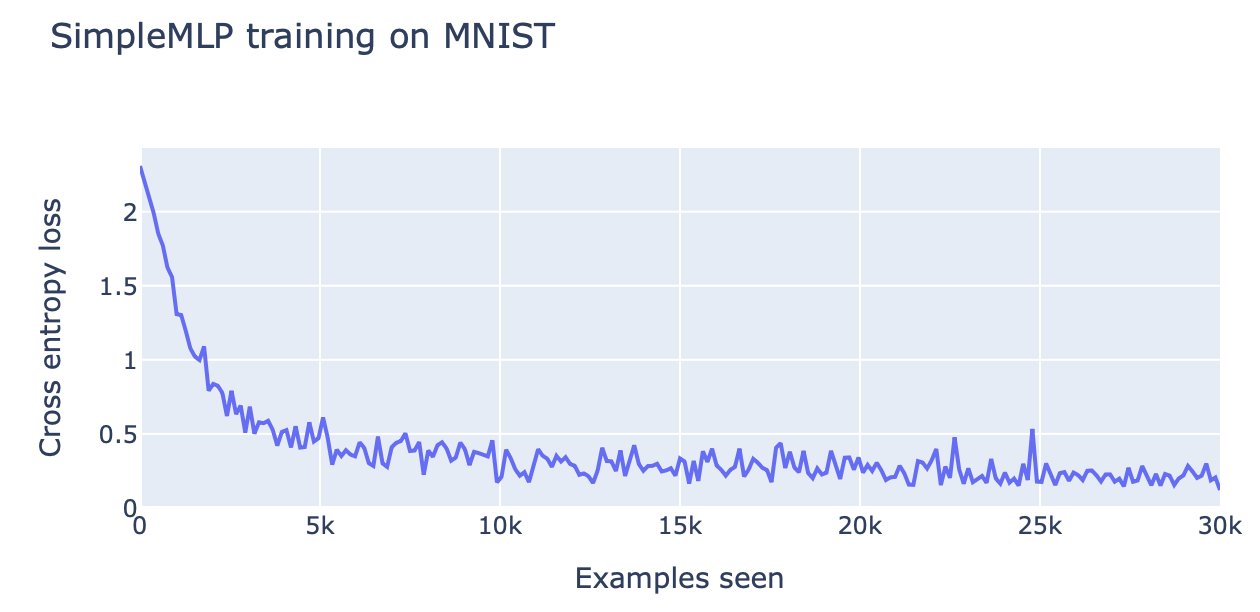 SimpleMLP training on MNIST
Cross entropy loss
2
1.5
1
0.5
0
0 5k 10k 15k 20k 25k 30k
Examples seen